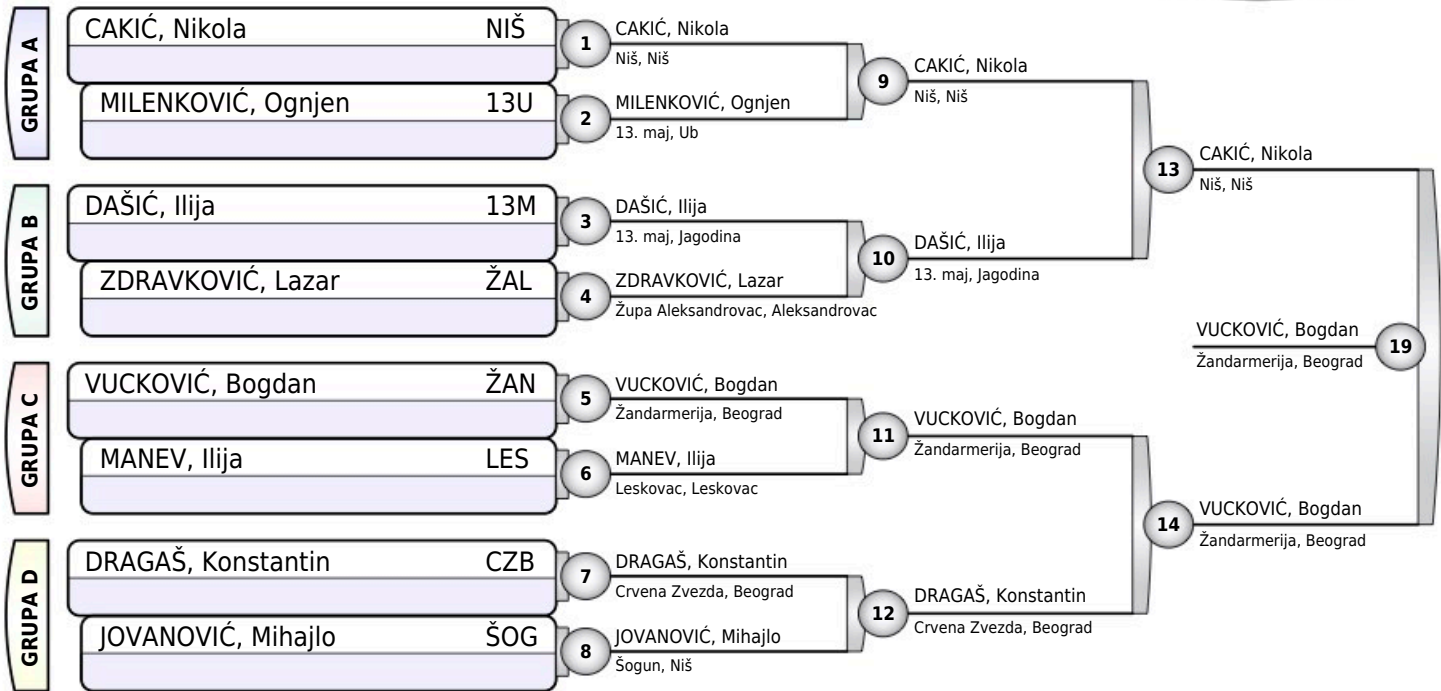 GRUPA A
CAKIĆ, Nikola NIŠ
MILENKOVIĆ, Ognjen 13U
GRUPA B
DAŠIĆ, Ilija 13M
ZDRAVKOVIĆ, Lazar ŽAL
GRUPA C
VUCKOVIĆ, Bogdan ŽAN
MANEV, Ilija LES
GRUPA D
DRAGAŠ, Konstantin CZB
JOVANOVIĆ, Mihajlo ŠOG
1
CAKIĆ, Nikola
Niš, Niš
2
MILENKOVIĆ, Ognjen
13. maj, Ub
3
DAŠIĆ, Ilija
13. maj, Jagodina
4
ZDRAVKOVIĆ, Lazar
Župa Aleksandrovac, Aleksandrovac
5
VUCKOVIĆ, Bogdan
Žandarmerija, Beograd
6
MANEV, Ilija
Leskovac, Leskovac
7
DRAGAŠ, Konstantin
Crvena Zvezda, Beograd
8
JOVANOVIĆ, Mihajlo
Šogun, Niš
9
CAKIĆ, Nikola
Niš, Niš
10
DAŠIĆ, Ilija
13. maj, Jagodina
11
VUCKOVIĆ, Bogdan
Žandarmerija, Beograd
12
DRAGAŠ, Konstantin
Crvena Zvezda, Beograd
13
CAKIĆ, Nikola
Niš, Niš
14
VUCKOVIĆ, Bogdan
Žandarmerija, Beograd
VUCKOVIĆ, Bogdan
Žandarmerija, Beograd
19